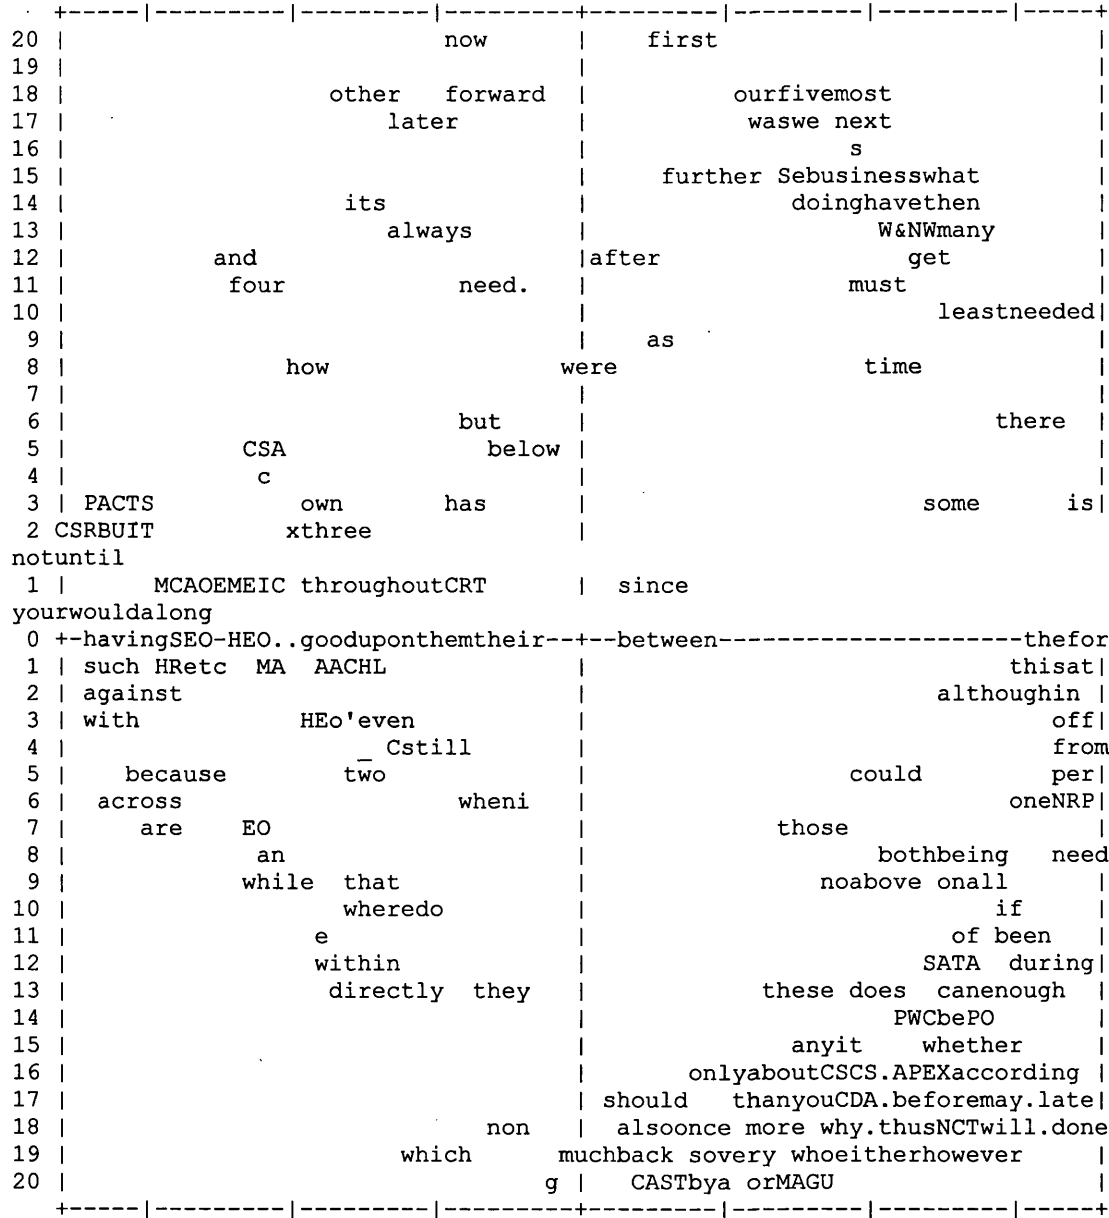 +-----|---------|---------|---------+---------|---------|---------|-----+
20 | now | first |
19 | | |
18 | other forward | ourfivemost |
17 | later | waswe next |
16 | | s |
15 | | further Sebusinesswhat |
14 | its | doinghavethen |
13 | always | W&NWmany |
12 | and |after get |
11 | four need. | must |
10 | | leastneeded|
9 | | as |
8 | how were time |
7 | | |
6 | but | there |
5 | CSA below | |
4 | c | |
3 | PACTS own has | some is|
2 CSRBUIT xthree |
notuntil
1 | MCAOEMEIC throughoutCRT | since
yourwouldalong
0 +-havingSEO-HEO..gooduponthemtheir--+--between---------------------thefor
1 | such HRetc MA AACHL | thisat|
2 | against | althoughin |
3 | with HEo'even | off|
4 | _ Cstill | from
5 | because two | could per|
6 | across wheni | oneNRP|
7 | are EO | those |
8 | an | bothbeing need
9 | while that | noabove onall |
10 | wheredo | if |
11 | e | of been |
12 | within | SATA during|
13 | directly they | these does canenough |
14 | | PWCbePO |
15 | | anyit whether |
16 | | onlyaboutCSCS.APEXaccording |
17 | | should thanyouCDA.beforemay.late|
18 | non | alsoonce more why.thusNCTwill.done
19 | which muchback sovery whoeitherhowever |
20 | g | CASTbya orMAGU |
+-----|---------|---------|---------+---------|---------|---------|-----+